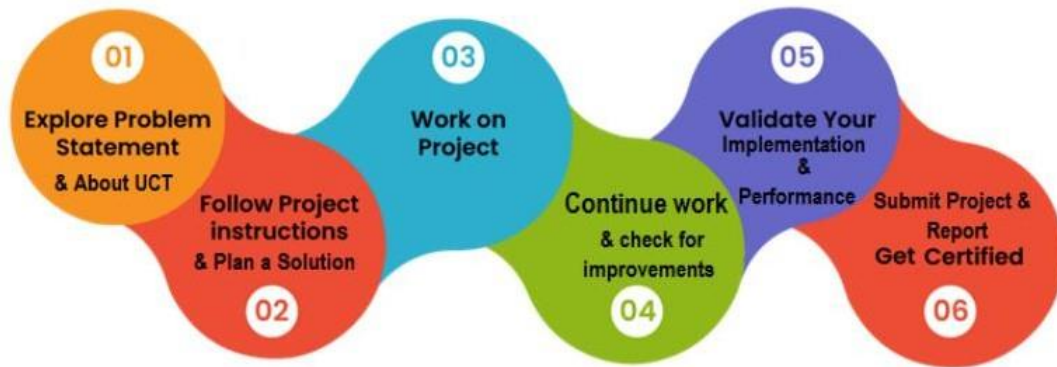 01
Explore Problem
Statement
& About UCT
Follow Project
instructions
& Plan a Solution
02
03
Work on
Project
Continue work
& check for
improvements
04
05
Validate Your
Implementation
&
Performance
Submit Project &
Report
Get Certified
06